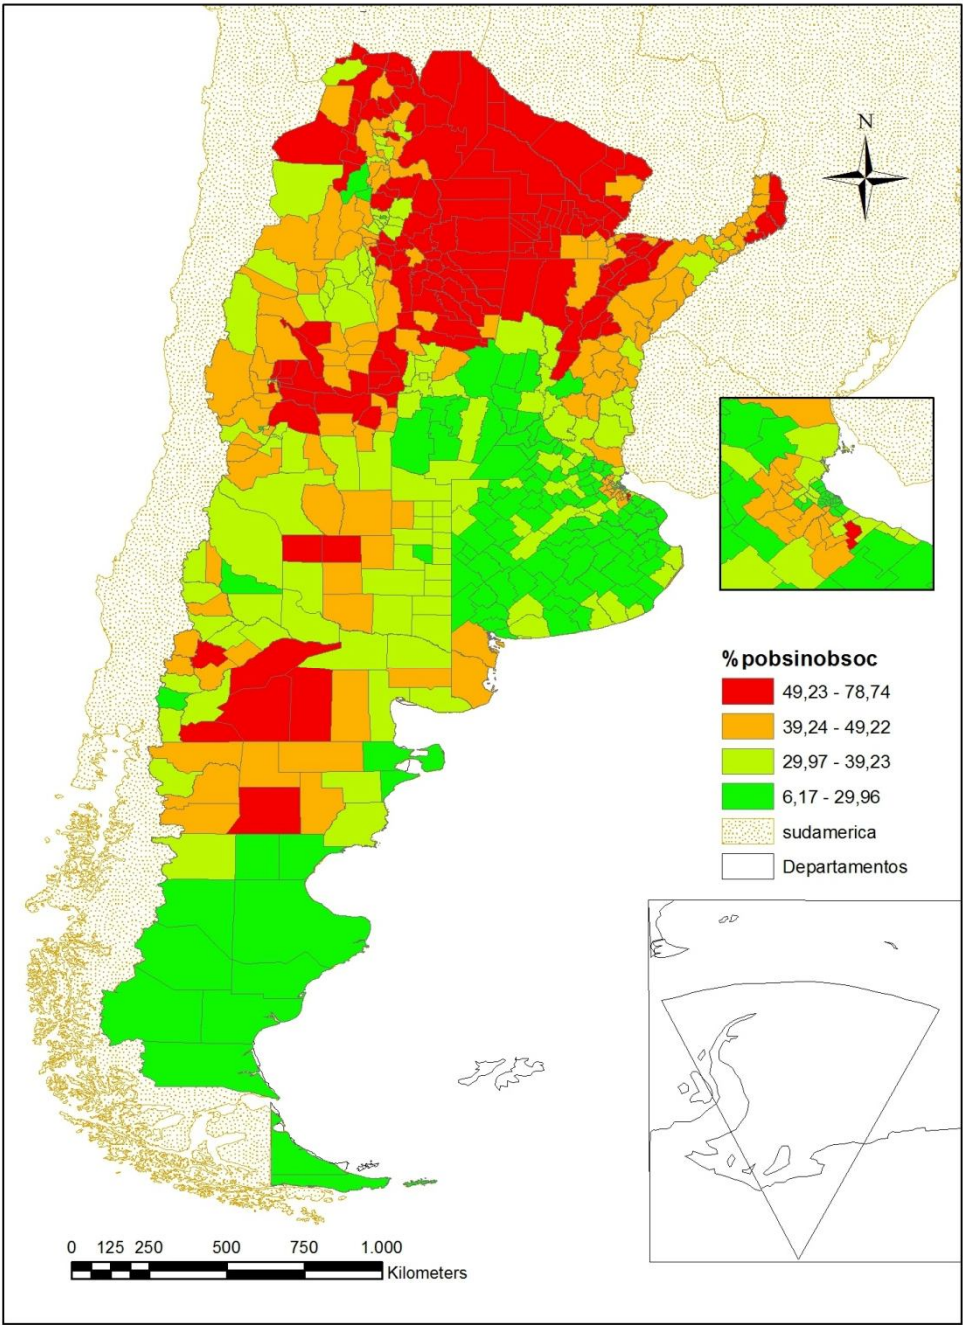 N
%pobsinobsoc
49,23 - 78,74
39,24 - 49,22
29,97 - 39,23
6,17 - 29,96
sudamerica
Departamentos
0 125 250 500 750 1.000
Kilometers